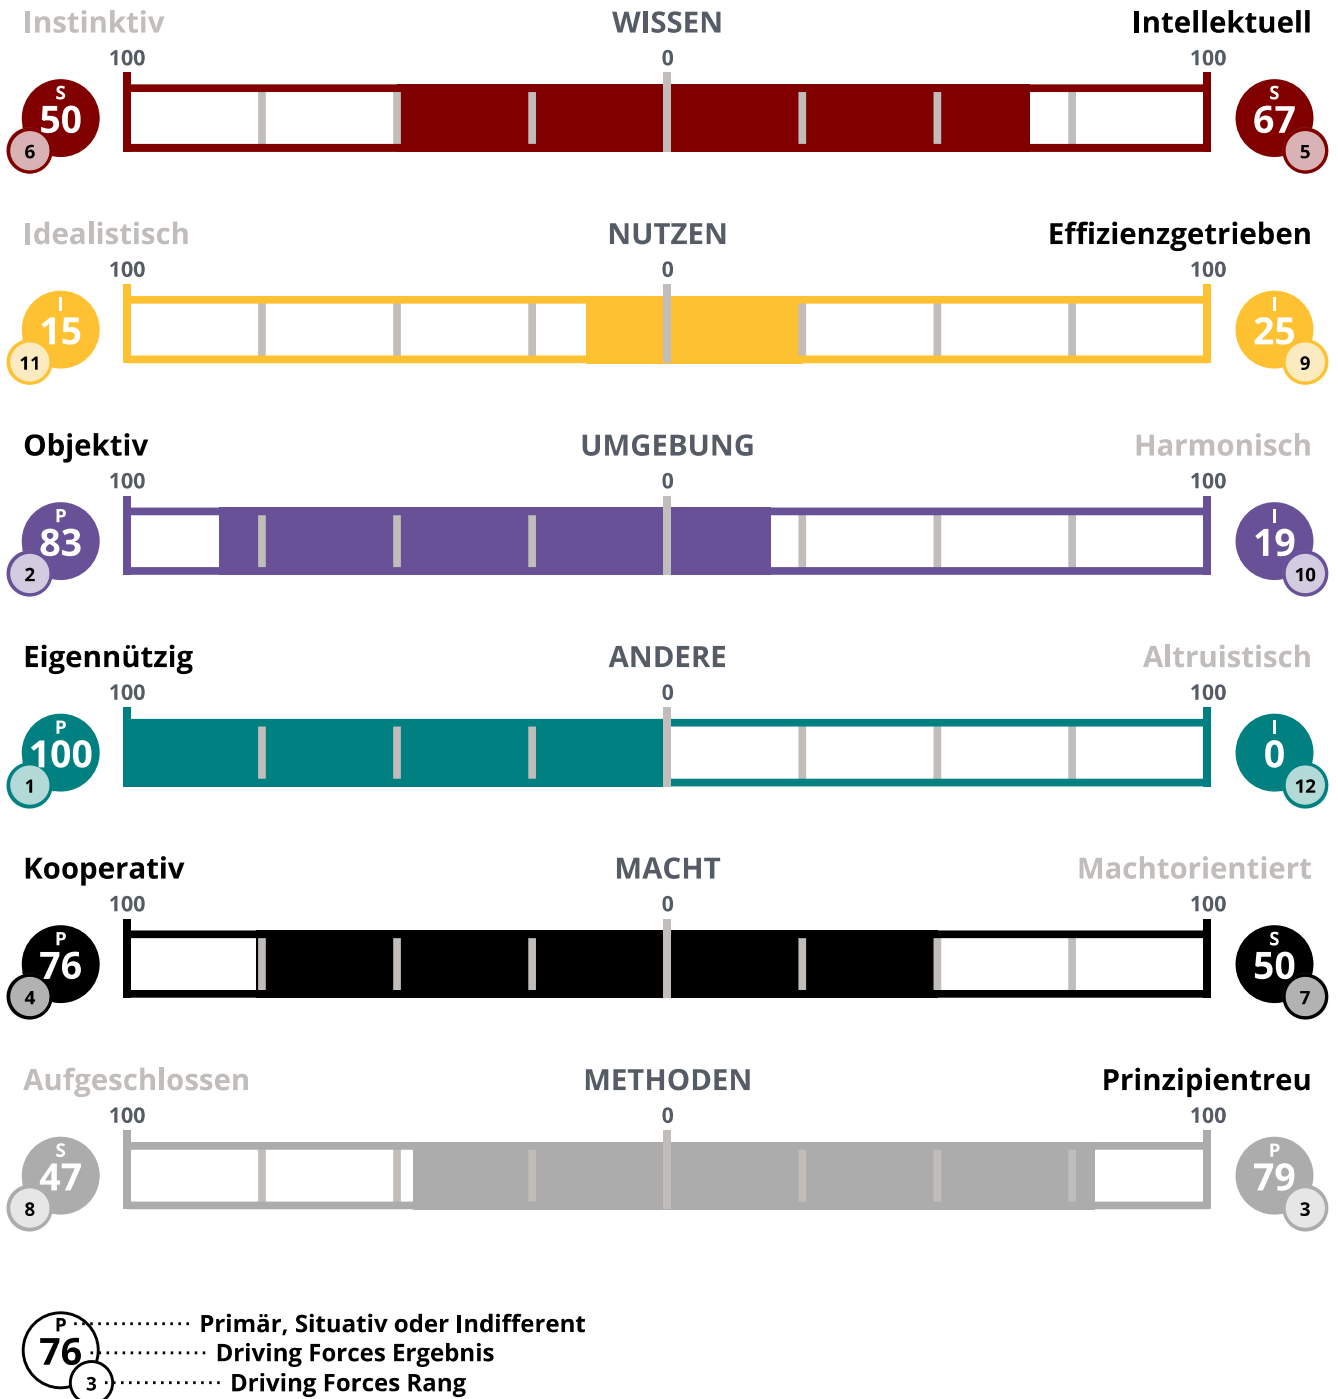 Instinktiv WISSEN Intellektuell
100 0 100
S 50 6 S 67 5
Idealistisch NUTZEN Effizienzgetrieben
100 0 100
I 15 11 I 25 9
Objektiv UMGEBUNG Harmonisch
100 0 100
P 83 2 I 19 10
Eigennützig ANDERE Altruistisch
100 0 100
P 100 1 I 0 12
Kooperativ MACHT Machtorientiert
100 0 100
P 76 4 S 50 7
Aufgeschlossen METHODEN Prinzipientreu
100 0 100
S 47 8 P 79 3
P Primär, Situativ oder Indifferent
76 Driving Forces Ergebnis
3 Driving Forces Rang